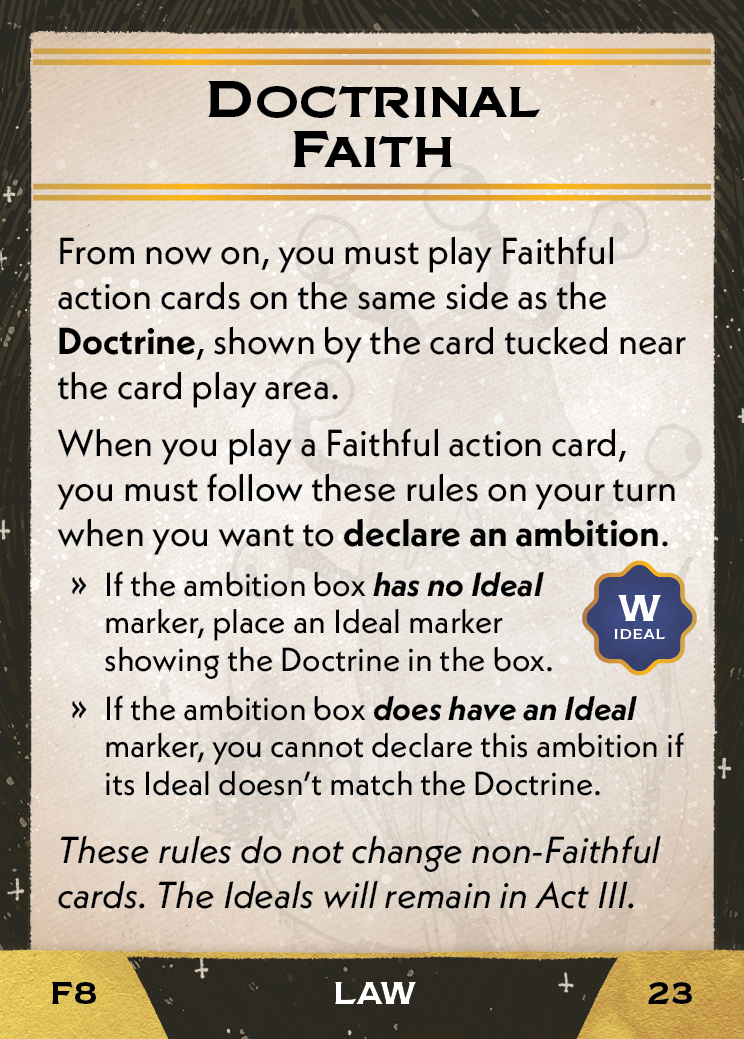 DOCTRINAL
FAITH
From now on, you must play Faithful
action cards on the same side as the
Doctrine, shown by the card tucked near
the card play area.
When you play a Faithful action card,
you must follow these rules on your turn
when you want to declare an ambition.
» If the ambition box has no Ideal
marker, place an Ideal marker
showing the Doctrine in the box.
W
IDEAL
» If the ambition box does have an Ideal
marker, you cannot declare this ambition if
its Ideal doesn't match the Doctrine.
These rules do not change non-Faithful
cards. The Ideals will remain in Act III.
F8
LAW
23